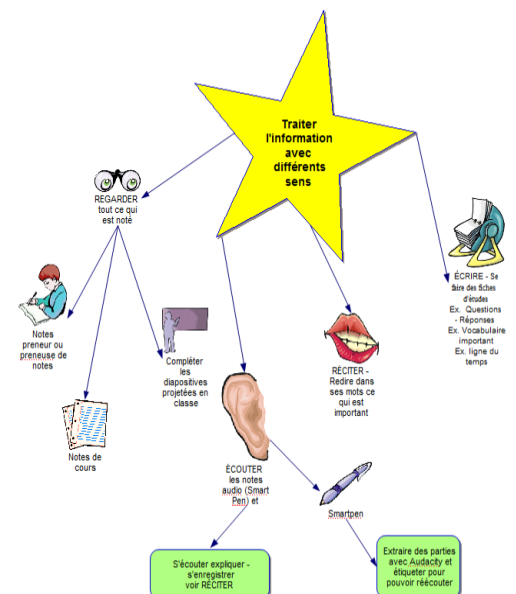 Traiter
l'information
avec
différents
sens
REGARDER
tout ce qui
est noté
Notes
preneur ou
preneuse de
notes
Notes de
cours
Compléter
les
diapositives
projetées en
classe
ÉCOUTER
les notes
audio (Smart
Pen) et
S'écouter expliquer -
s'enregistrer
voir RÉCITER
Smartpen
Extraire des parties
avec Audacity et
étiqueter pour
pouvoir réécouter
RÉCITER -
Redire dans
ses mots ce
qui est
important
ÉCRIRE - Se
faire des fiches
d'études
Ex. Questions
- Réponses
Ex. Vocabulaire
important
Ex. ligne du
temps